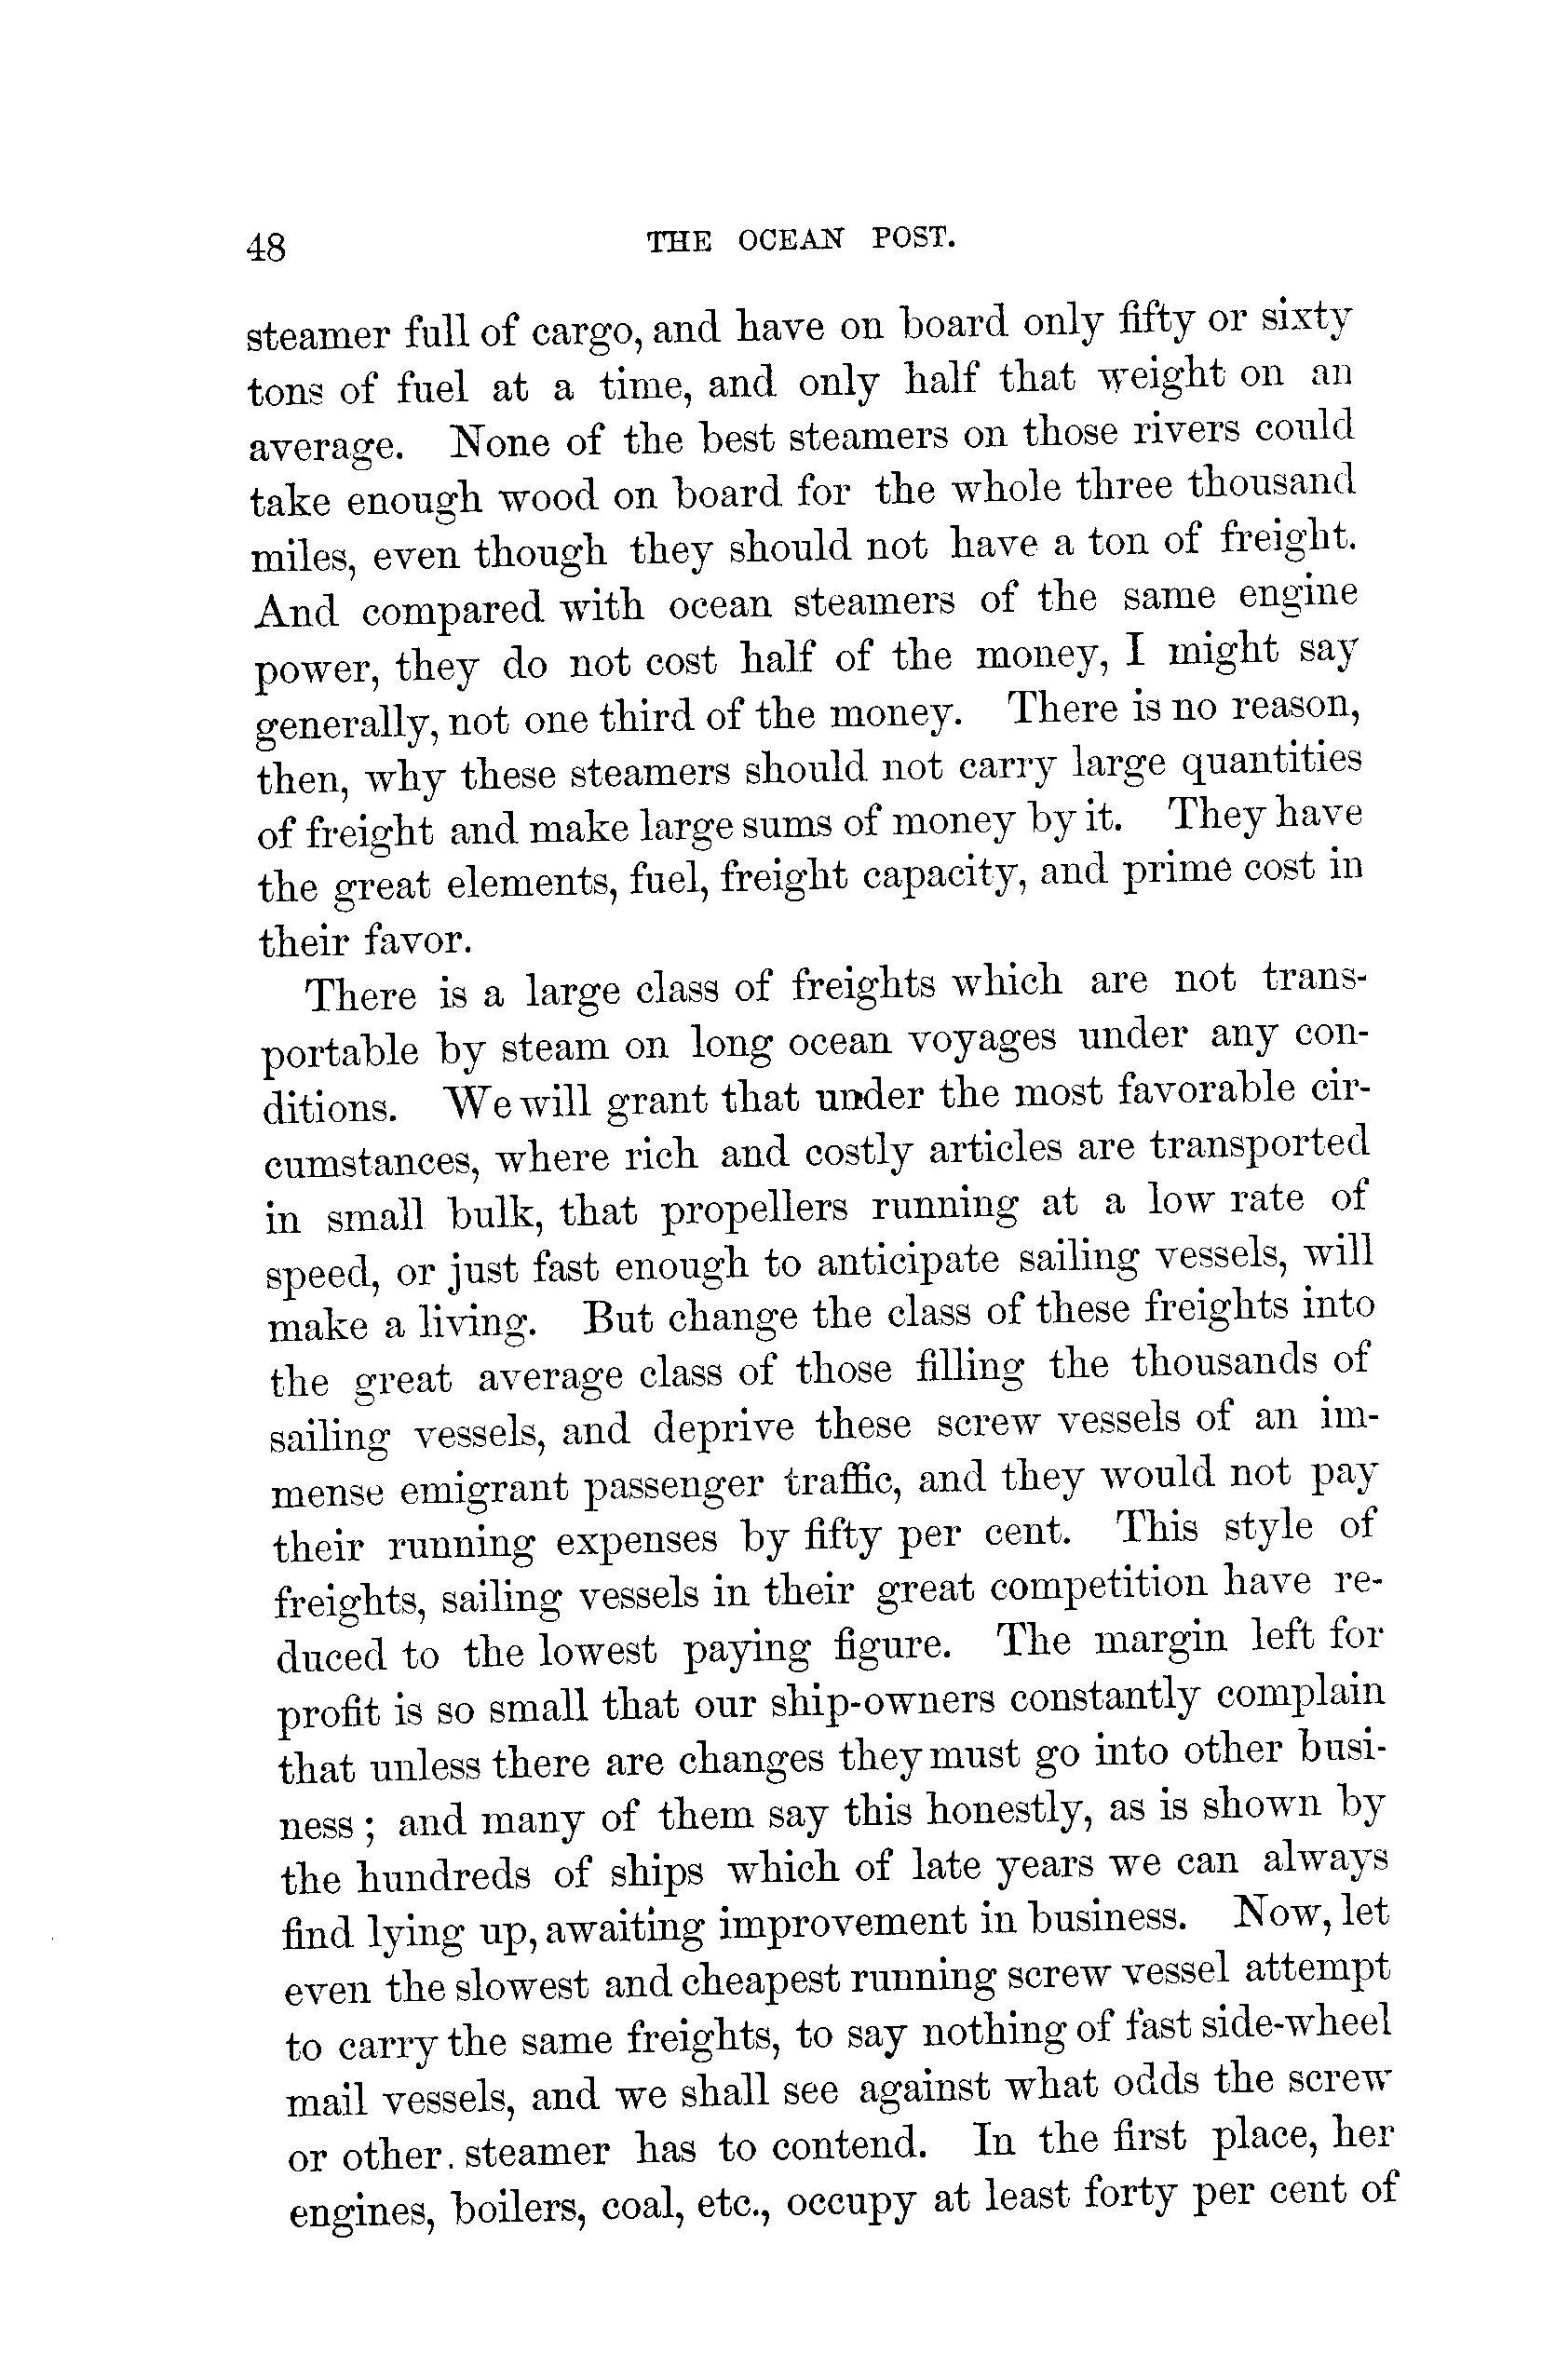 48 THE OCEAN POST.
steamer full of cargo, and have on board only fifty or sixty
tons of fuel at a time, and only half that weight on an
average. None of the best steamers on those rivers could
take enough wood on board for the whole three thousand
miles, even though they should not have a ton of freight.
And compared with ocean steamers of the same engine
power, they do not cost half of the money, I might say
generally, not one third of the money. There is no reason,
then, why these steamers should not carry large quantities
of freight and make large sums of money by it. They have
the great elements, fuel, freight capacity, and prime cost in
their favor.
There is a large class of freights which are not trans-
portable by steam on long ocean voyages under any con-
ditions. We will grant that under the most favorable cir-
cumstances, where rich and costly articles are transported
in small bulk, that propellers running at a low rate of
speed, or just fast enough to anticipate sailing vessels, will
make a living. But change the class of these freights into
the great average class of those filling the thousands of
sailing vessels, and deprive these screw vessels of an im-
mense emigrant passenger traffic, and they would not pay
their running expenses by fifty per cent. This style of
freights, sailing vessels in their great competition have re-
duced to the lowest paying figure. The margin left for
profit is so small that our ship-owners constantly complain
that unless there are changes they must go into other busi-
ness; and many of them say this honestly, as is shown by
the hundreds of ships which of late years we can always
find lying up, awaiting improvement in business. Now, let
even the slowest and cheapest running screw vessel attempt
to carry the same freights, to say nothing of fast side-wheel
mail vessels, and we shall see against what odds the screw
or other. steamer has to contend. In the first place, her
engines, boilers, coal, etc., occupy at least forty per cent of